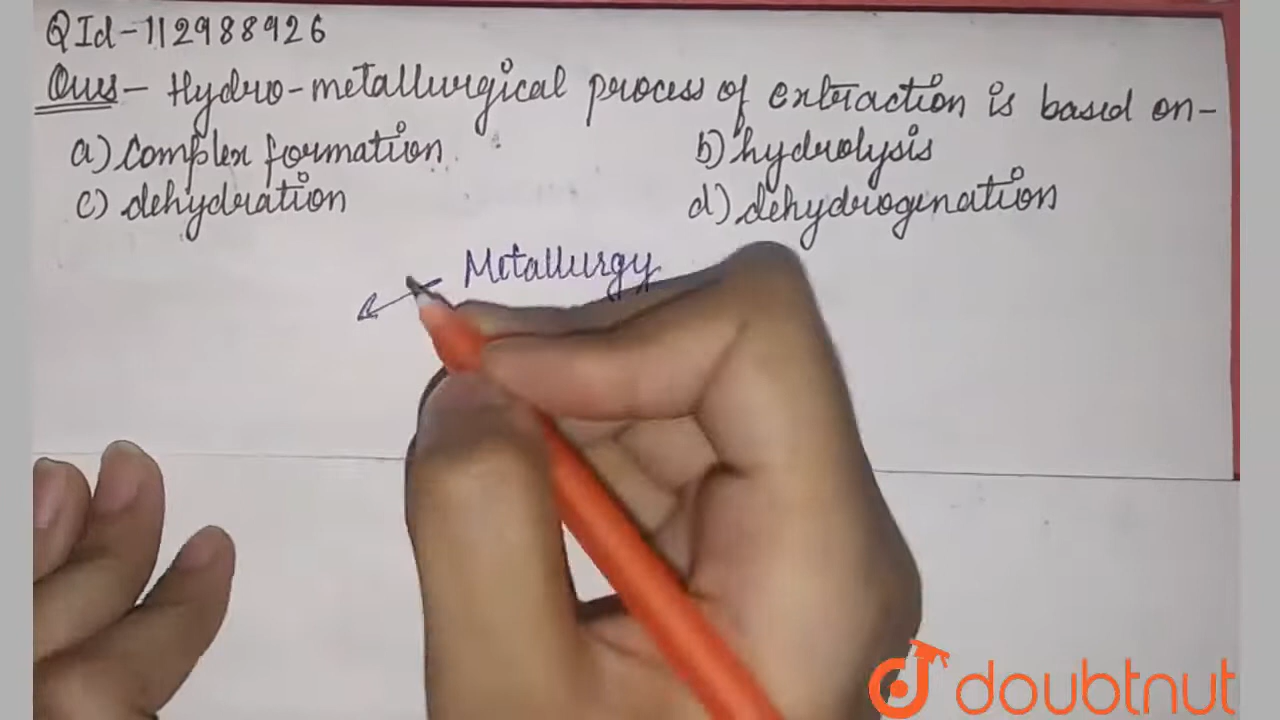 QId-112988926
Ques- Hydro-metallurgical process of extraction is based on-
a) complex formation
b) hydrolysis
c) dehydration
d) dehydrogenation
Metallurgy
doubtnut